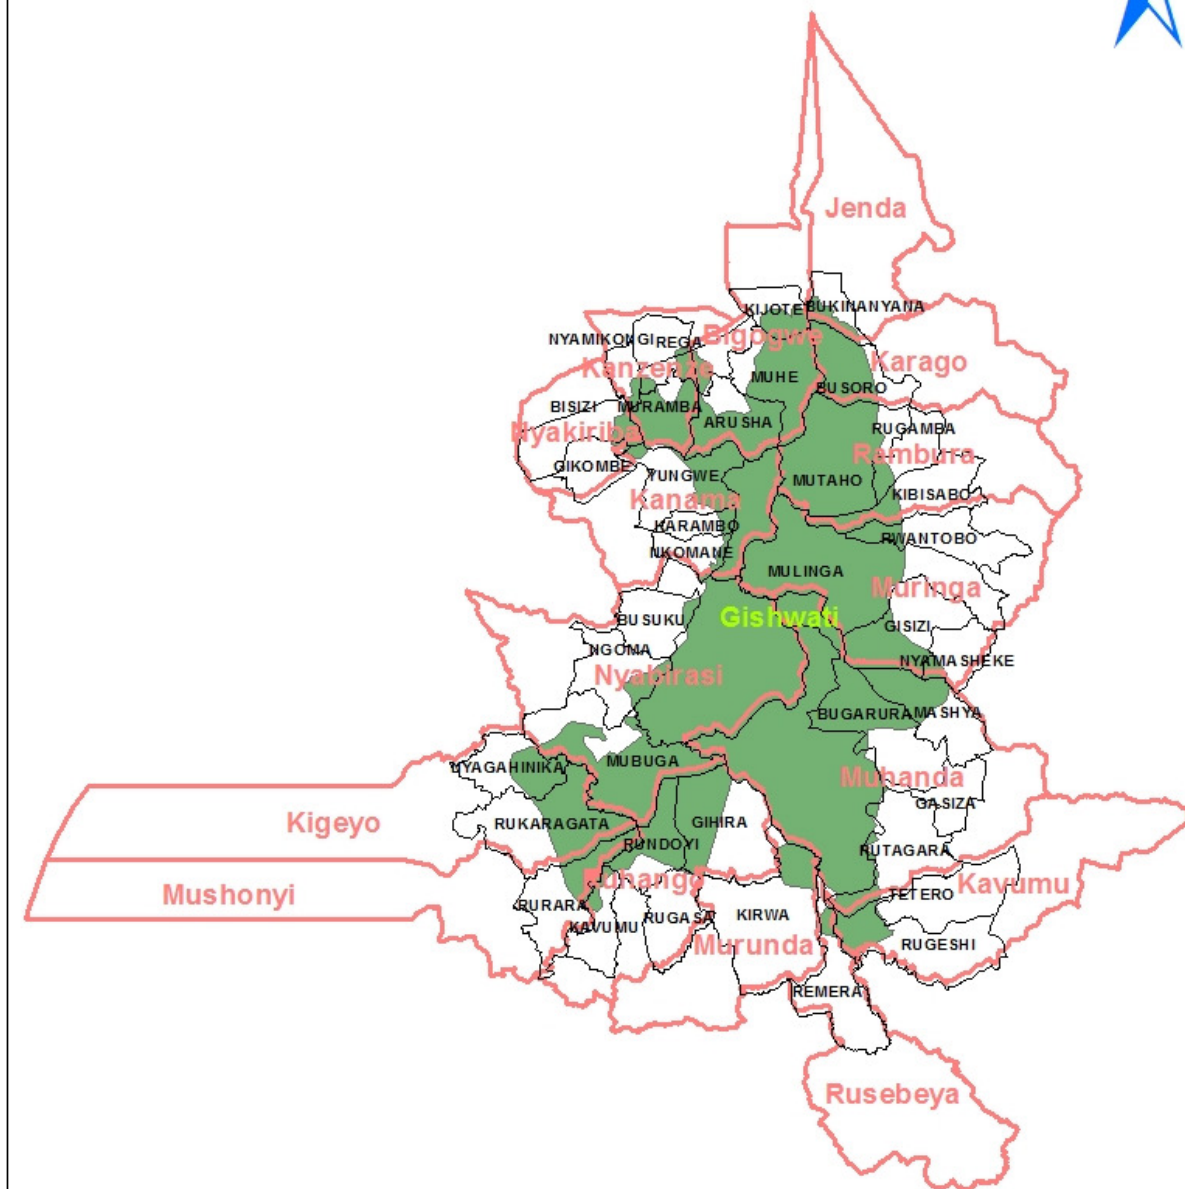 Jenda
KIJOTE
BUKINANYANA
NYAMIKONGI
REGA
Bigogwe
Kanzenze
Karago
MUHE
BUSORO
BISIZI
MURAMBA
ARUSHA
RUGAMBA
Nyakiriba
Rambura
GIKOMBE
YUNGWE
MUTAHO
KIBISABO
Kanama
KARAMBO
RWANTOBO
NKOMANE
MULINGA
Muringa
BUSUKU
Gishwati
GISIZI
NGOMA
NYAMASHEKE
Nyabirasi
BUGARURA
MASHYA
MUBUGA
Muhanda
GASIZA
Kigeyo
RUKARAGATA
GIHIRA
RUNDOYI
RUTAGARA
Ruhango
Kavumu
Mushonyi
TETERO
RURARA
KAVUMU
RUGASA
KIRWA
Murunda
RUGESHI
REMERA
Rusebeya